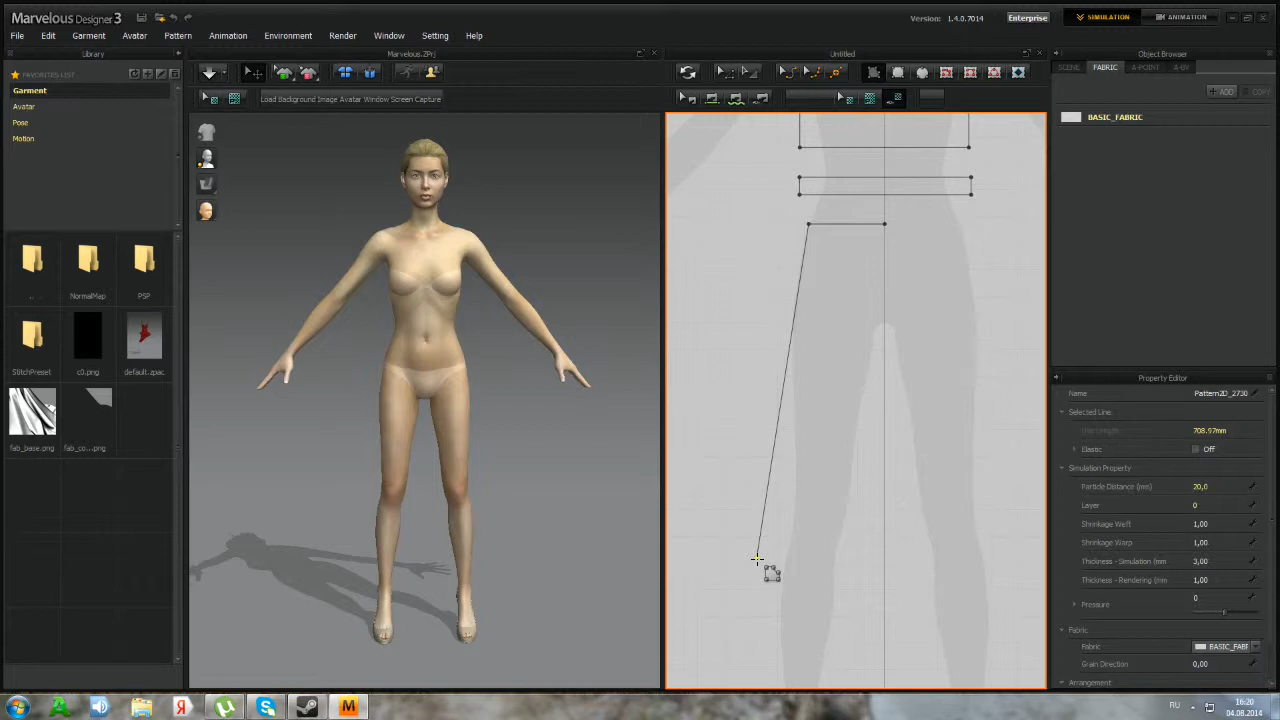 Marvelous Designer 3
Version: 1.4.0.7014
Enterprise
SIMULATION
ANIMATION
File Edit Garment Avatar Pattern Animation Environment Render Window Setting Help
Library
Marvelous.ZPrj
Untitled
Object Browser
FAVORITES LIST
Garment
Avatar
Pose
Motion
Load Background Image Avatar Window Screen Capture
SCENE FABRIC A-POINT
ADD COPY
BASIC_FABRIC
..
NormalMap
PSP
StitchPreset
c0.png
default.zpac
fab_base.png
fab_co....png
Property Editor
Name Pattern2D_2730
Selected Line
Line Length 708.97mm
Elastic Off
Simulation Property
Particle Distance (mm) 20,0
Layer 0
Shrinkage Weft 1,00
Shrinkage Warp 1,00
Thickness - Simulation (mm 3,00
Thickness - Rendering (mm 1,00
Pressure 0
Fabric
Fabric BASIC_FABF
Grain Direction 0,00
Arrangement
RU
16:20
04.08.2014